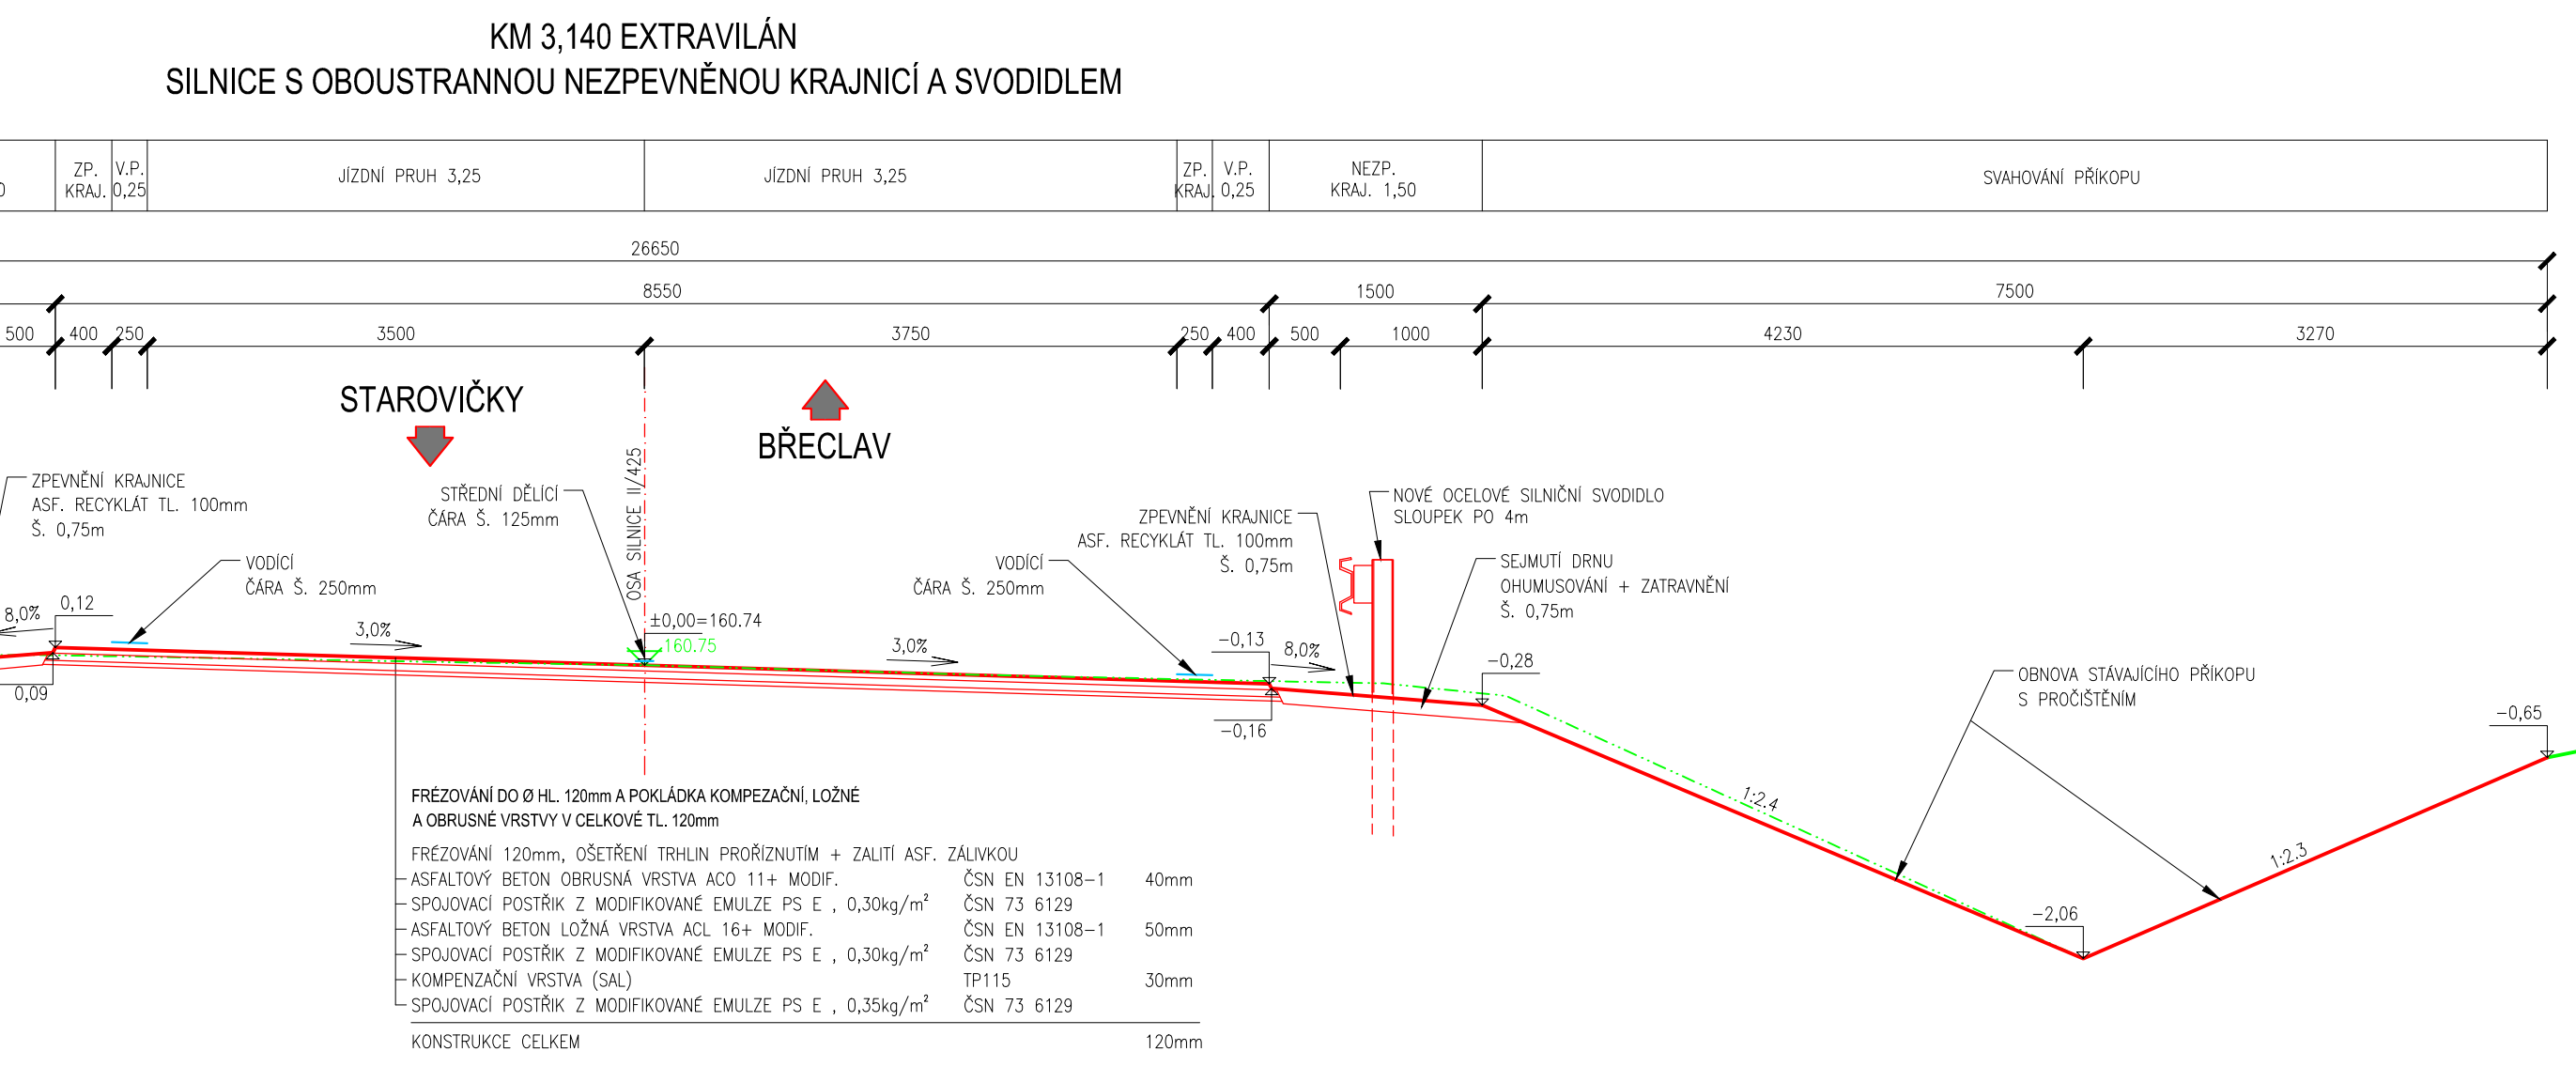 KM 3,140 EXTRAVILÁN
SILNICE S OBOUSTRANNOU NEZPEVNĚNOU KRAJNICÍ A SVODIDLEM
0
ZP.
KRAJ.
V.P.
0,25
JÍZDNÍ PRUH 3,25
JÍZDNÍ PRUH 3,25
ZP.
KRAJ.
V.P.
0,25
NEZP.
KRAJ. 1,50
SVAHOVÁNÍ PŘÍKOPU
26650
8550
1500
7500
500
400
250
3500
3750
250
400
500
1000
4230
3270
STAROVIČKY
BŘECLAV
OSA SILNICE II/425
ZPEVNĚNÍ KRAJNICE
ASF. RECYKLÁT TL. 100mm
Š. 0,75m
STŘEDNÍ DĚLÍCÍ
ČÁRA Š. 125mm
VODÍCÍ
ČÁRA Š. 250mm
VODÍCÍ
ČÁRA Š. 250mm
ZPEVNĚNÍ KRAJNICE
ASF. RECYKLÁT TL. 100mm
Š. 0,75m
NOVÉ OCELOVÉ SILNIČNÍ SVODIDLO
SLOUPEK PO 4m
SEJMUTÍ DRNU
OHUMUSOVÁNÍ + ZATRAVNĚNÍ
Š. 0,75m
8,0%
0,12
0,09
3,0%
±0,00=160.74
160.75
3,0%
-0,13
8,0%
-0,16
-0,28
OBNOVA STÁVAJÍCÍHO PŘÍKOPU
S PROČIŠTĚNÍM
-0,65
1:2.4
1:2.3
-2,06
FRÉZOVÁNÍ DO Ø HL. 120mm A POKLÁDKA KOMPEZAČNÍ, LOŽNÉ
A OBRUSNÉ VRSTVY V CELKOVÉ TL. 120mm
FRÉZOVÁNÍ 120mm, OŠETŘENÍ TRHLIN PROŘÍZNUTÍM + ZALITÍ ASF. ZÁLIVKOU
ASFALTOVÝ BETON OBRUSNÁ VRSTVA ACO 11+ MODIF. ČSN EN 13108-1 40mm
SPOJOVACÍ POSTŘIK Z MODIFIKOVANÉ EMULZE PS E , 0,30kg/m² ČSN 73 6129
ASFALTOVÝ BETON LOŽNÁ VRSTVA ACL 16+ MODIF. ČSN EN 13108-1 50mm
SPOJOVACÍ POSTŘIK Z MODIFIKOVANÉ EMULZE PS E , 0,30kg/m² ČSN 73 6129
KOMPENZAČNÍ VRSTVA (SAL) TP115 30mm
SPOJOVACÍ POSTŘIK Z MODIFIKOVANÉ EMULZE PS E , 0,35kg/m² ČSN 73 6129
KONSTRUKCE CELKEM 120mm